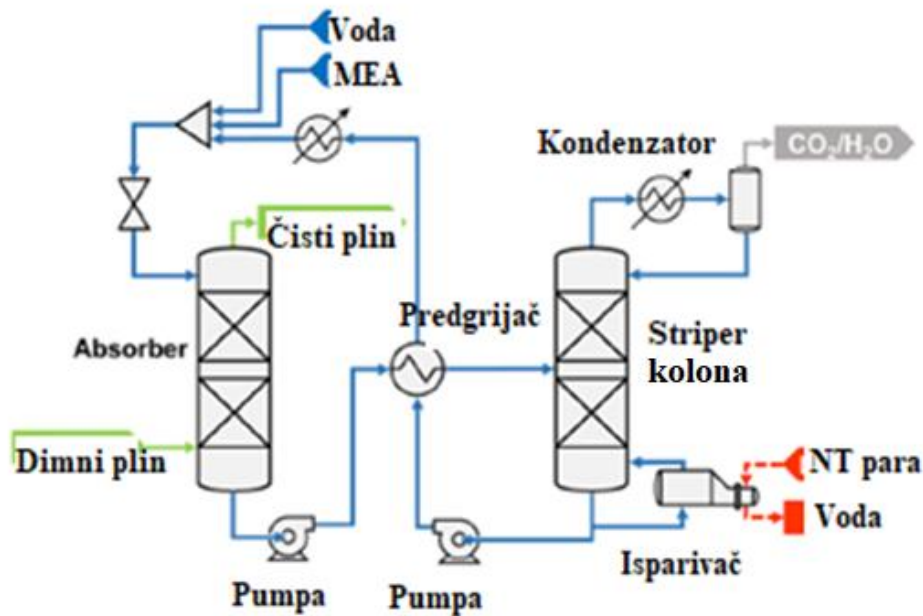 Voda
MEA
Kondenzator
CO₂/H₂O
Čisti plin
Predgrijač
Absorber
Striper
kolona
Dimni plin
NT para
Voda
Isparivač
Pumpa
Pumpa